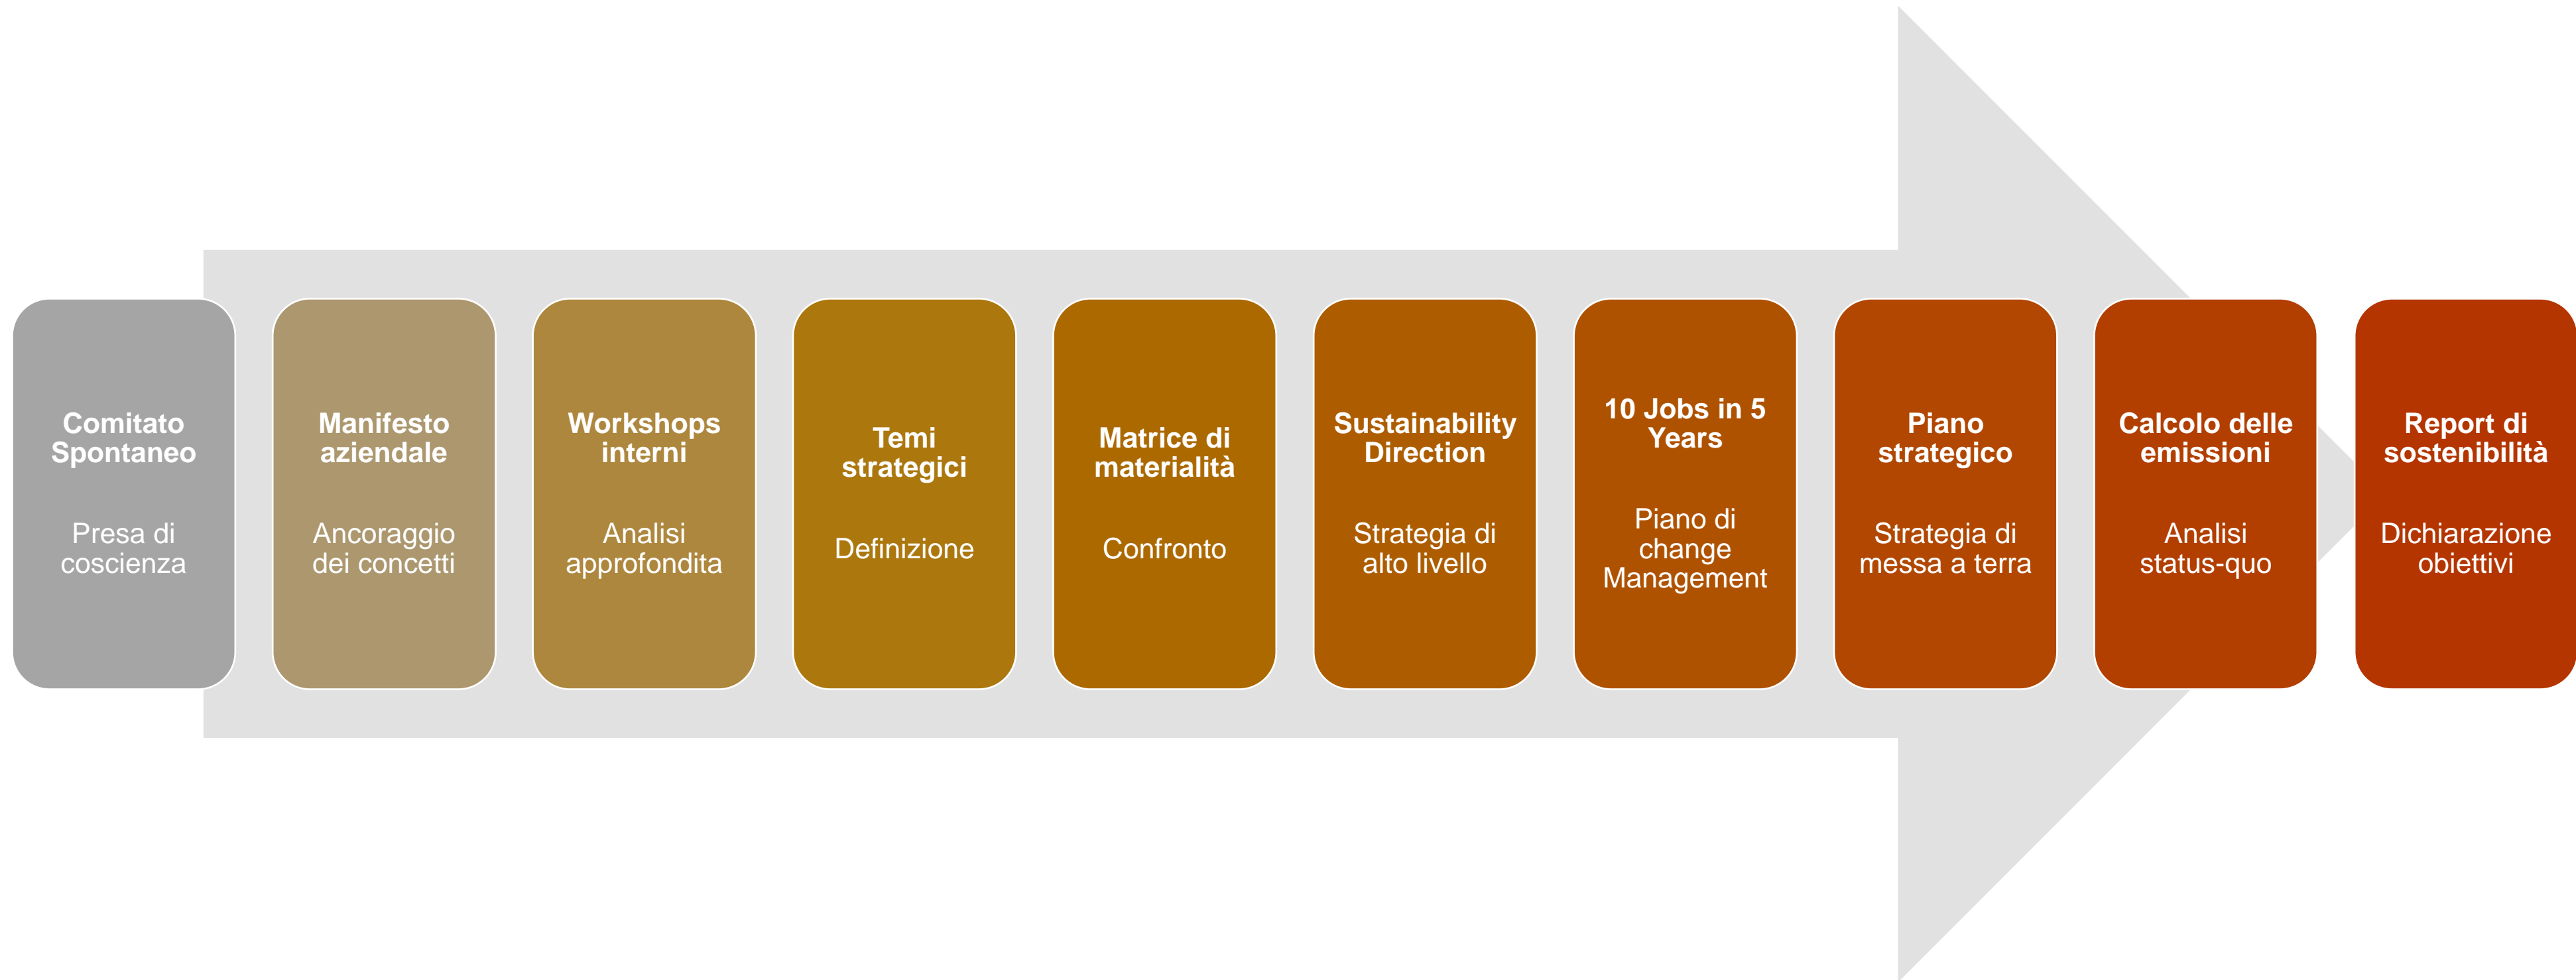 Comitato
Spontaneo
Presa di
coscienza
Manifesto
aziendale
Ancoraggio
dei concetti
Workshops
interni
Analisi
approfondita
Temi
strategici
Definizione
Matrice di
materialità
Confronto
Sustainability
Direction
Strategia di
alto livello
10 Jobs in 5
Years
Piano di
change
Management
Piano
strategico
Strategia di
messa a terra
Calcolo delle
emissioni
Analisi
status-quo
Report di
sostenibilità
Dichiarazione
obiettivi